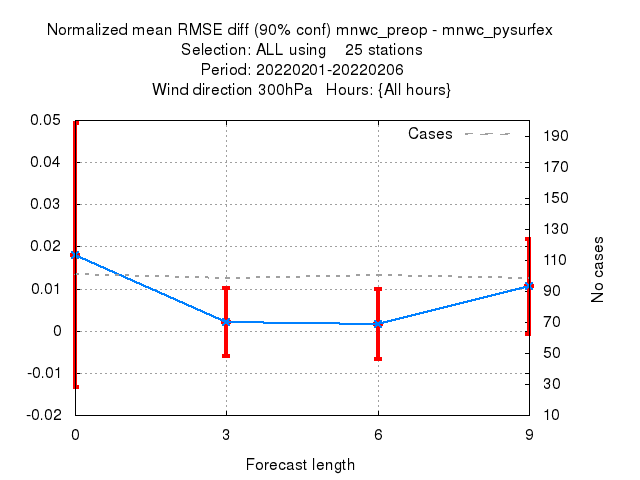 Normalized mean RMSE diff (90% conf) mnwc_preop - mnwc_pysurfex
Selection: ALL using 25 stations
Period: 20220201-20220206
Wind direction 300hPa Hours: {All hours}
Cases
0.05
0.04
0.03
0.02
0.01
0
-0.01
-0.02
190
170
150
130
110
90
70
50
30
10
No cases
0 3 6 9
Forecast length